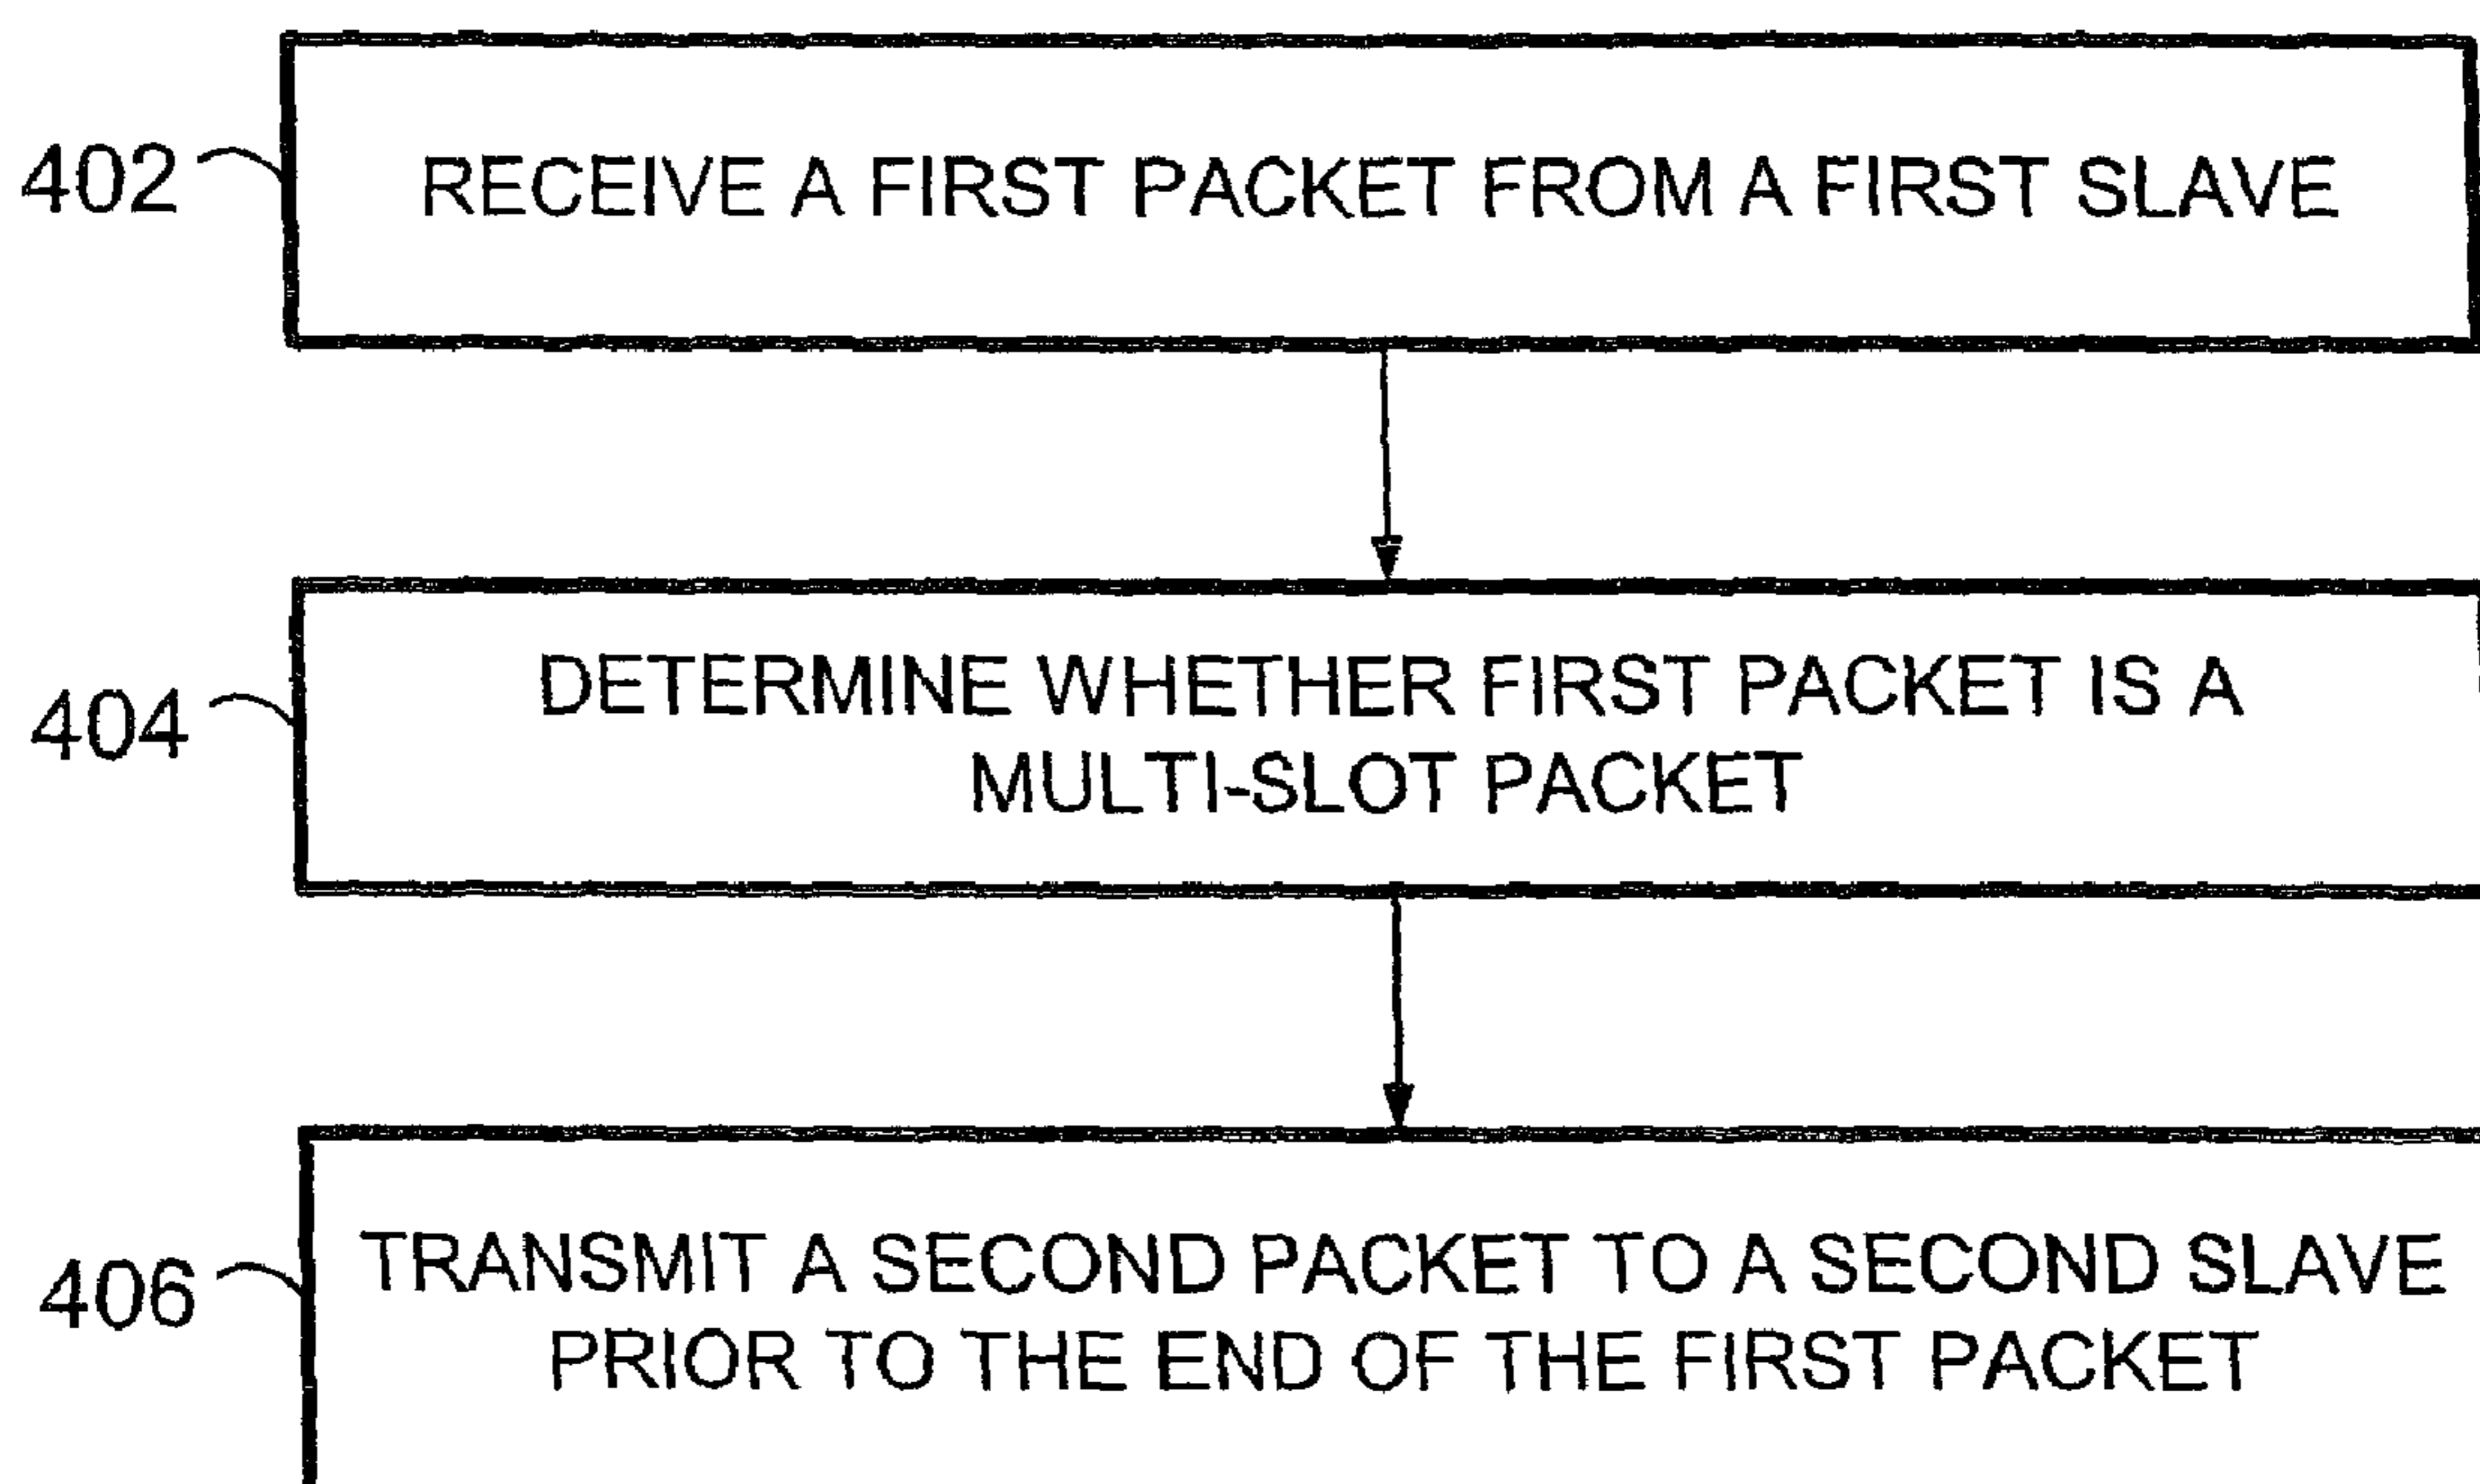 402
RECEIVE A FIRST PACKET FROM A FIRST SLAVE
404
DETERMINE WHETHER FIRST PACKET IS A
MULTI-SLOT PACKET
406
TRANSMIT A SECOND PACKET TO A SECOND SLAVE
PRIOR TO THE END OF THE FIRST PACKET